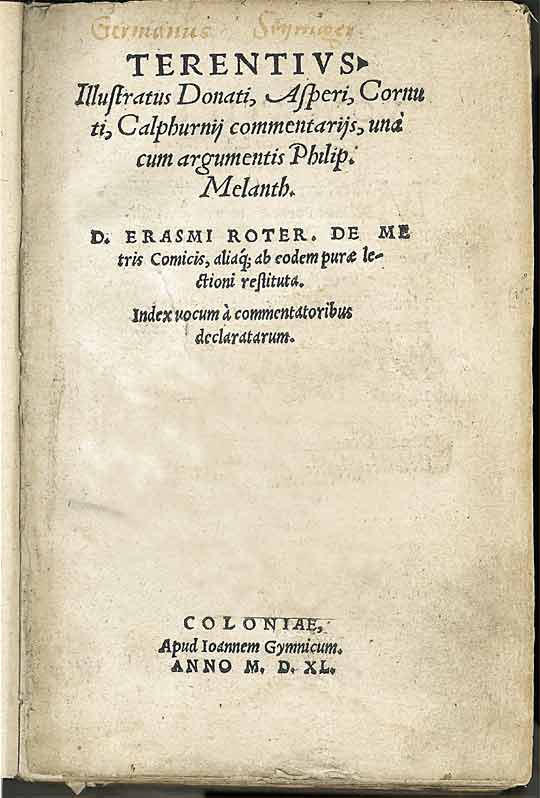 Germanus
TERENTIVS
Illuſtratus Donati, Aſperi, Cornu
ti, Calphurnij commentarijs, unà
cum argumentis Philip.
Melanth.
D. ERASMI ROTER. DE ME
tris Comicis, aliaq́; ab eodem puræ le-
ctioni reſtituta.
Index uocum à commentatoribus
declaratarum.
COLONIAE,
Apud Ioannem Gymnicum.
ANNO M. D. XL.